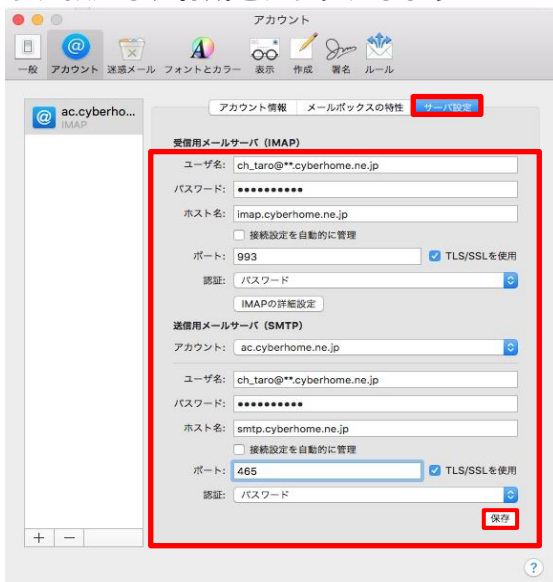 アカウント
一般 アカウント 迷惑メール フォントとカラー 表示 作成 署名 ルール
ac.cyberho...
IMAP
アカウント情報 メールボックスの特性 サーバ設定
受信用メールサーバ (IMAP)
ユーザ名: ch_taro@**.cyberhome.ne.jp
パスワード: ●●●●●●●●●●
ホスト名: imap.cyberhome.ne.jp
接続設定を自動的に管理
ポート: 993 TLS/SSLを使用
認証: パスワード
IMAPの詳細設定
送信用メールサーバ (SMTP)
アカウント: ac.cyberhome.ne.jp
ユーザ名: ch_taro@**.cyberhome.ne.jp
パスワード: ●●●●●●●●●●
ホスト名: smtp.cyberhome.ne.jp
接続設定を自動的に管理
ポート: 465 TLS/SSLを使用
認証: パスワード
保存
+ −
?